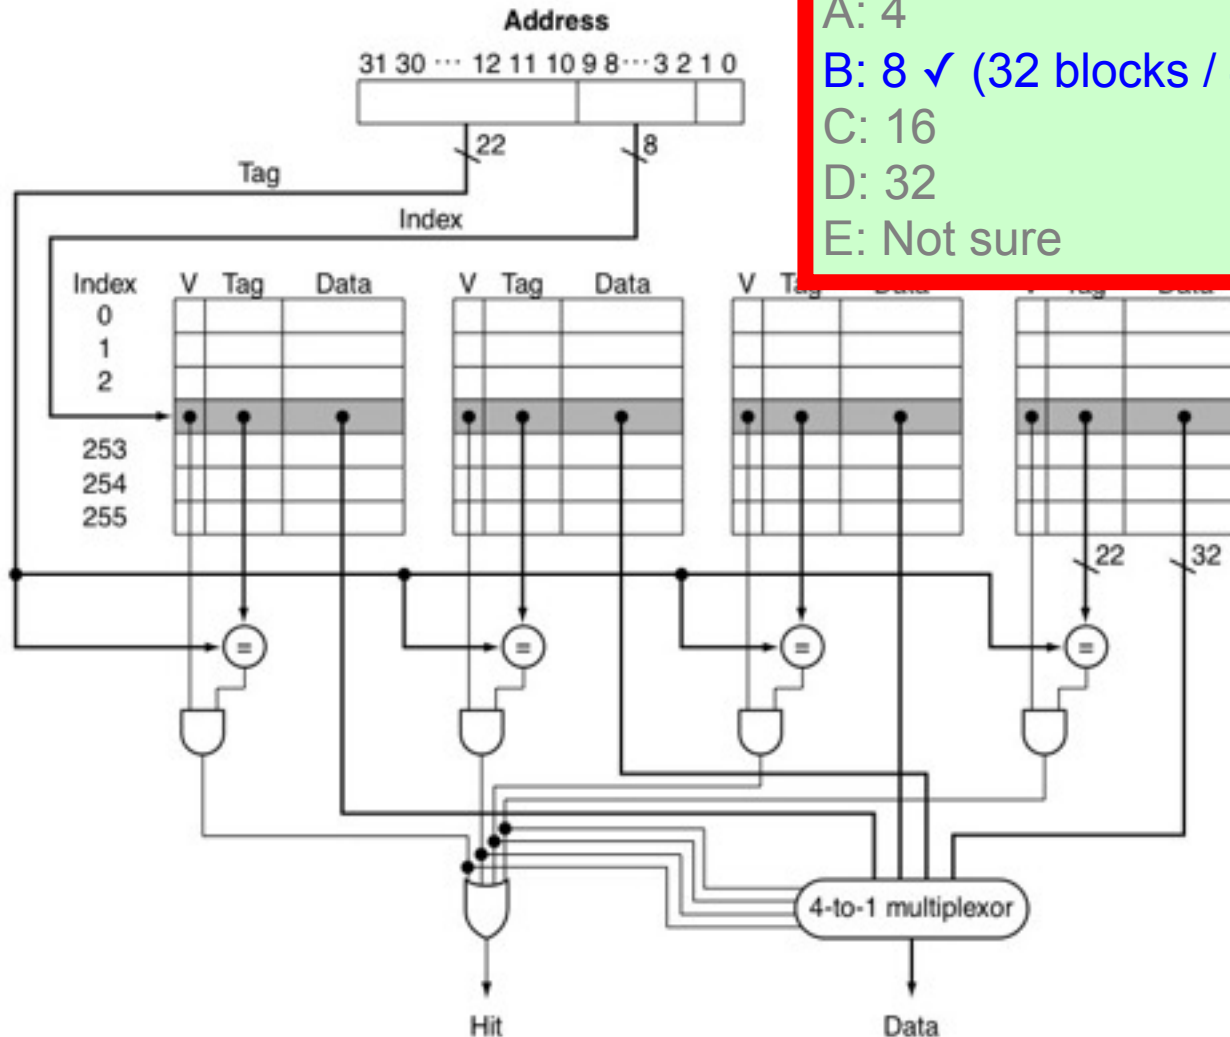 A: 4
B: 8 ✓ (32 blocks /
C: 16
D: 32
E: Not sure
Address
31 30 ··· 12 11 10 9 8 ··· 3 2 1 0
22
8
Tag
Index
Index V Tag Data V Tag Data V Tag Data V Tag Data
0
1
2
253
254
255
22 32
= = = =
4-to-1 multiplexor
Hit Data